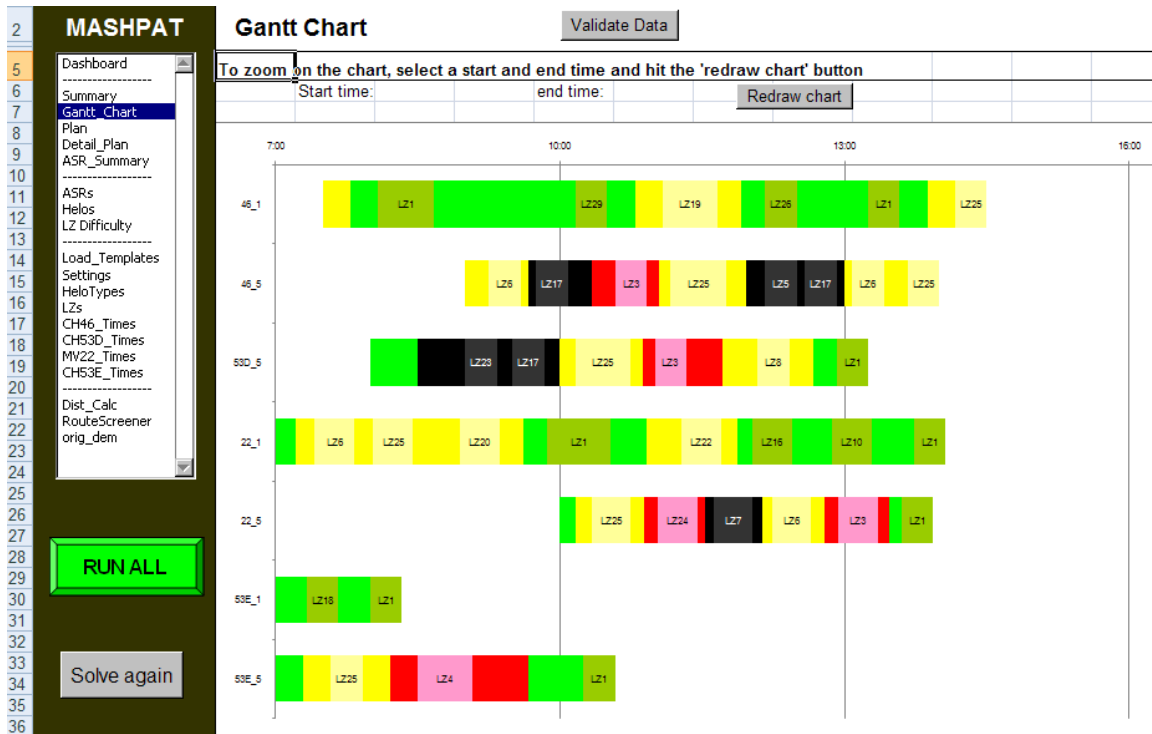 2
5
6
7
8
9
10
11
12
13
14
15
16
17
18
19
20
21
22
23
24
25
26
27
28
29
30
31
32
33
34
35
36
MASHPAT
Dashboard
------------------
Summary
Gantt_Chart
Plan
Detail_Plan
ASR_Summary
------------------
ASRs
Helos
LZ Difficulty
------------------
Load_Templates
Settings
HeloTypes
LZs
CH46_Times
CH53D_Times
MV22_Times
CH53E_Times
------------------
Dist_Calc
RouteScreener
orig_dem
RUN ALL
Solve again
Gantt Chart
Validate Data
To zoom on the chart, select a start and end time and hit the 'redraw chart' button
Start time: end time: Redraw chart
7:00 10:00 13:00 16:00
46_1 LZ1 LZ29 LZ19 LZ26 LZ1 LZ25
46_5 LZ6 LZ17 LZ3 LZ25 LZ5 LZ17 LZ6 LZ25
53D_5 LZ23 LZ17 LZ25 LZ3 LZ8 LZ1
22_1 LZ6 LZ25 LZ20 LZ1 LZ22 LZ16 LZ10 LZ1
22_5 LZ25 LZ24 LZ7 LZ6 LZ3 LZ1
53E_1 LZ18 LZ1
53E_5 LZ25 LZ4 LZ1